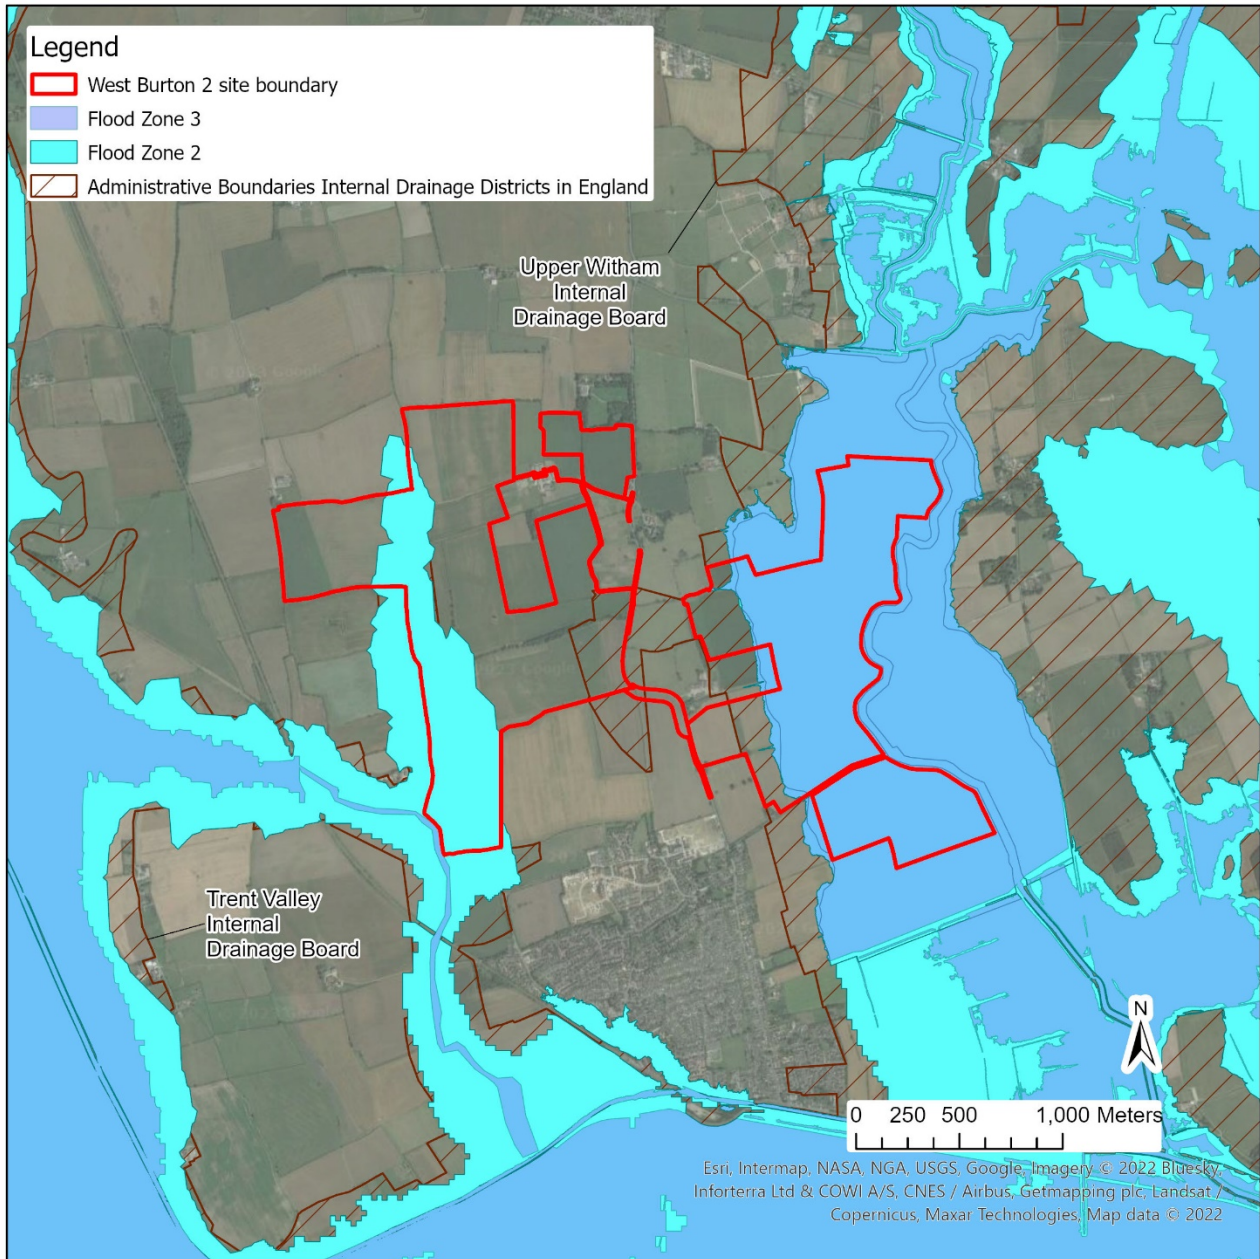 Legend
West Burton 2 site boundary
Flood Zone 3
Flood Zone 2
Administrative Boundaries Internal Drainage Districts in England
Upper Witham
Internal
Drainage Board
Trent Valley
Internal
Drainage Board
N
0 250 500 1,000 Meters
Esri, Intermap, NASA, NGA, USGS, Google, Imagery © 2022 Bluesky,
Inforterra Ltd & COWI A/S, CNES / Airbus, Getmapping plc, Landsat /
Copernicus, Maxar Technologies, Map data © 2022